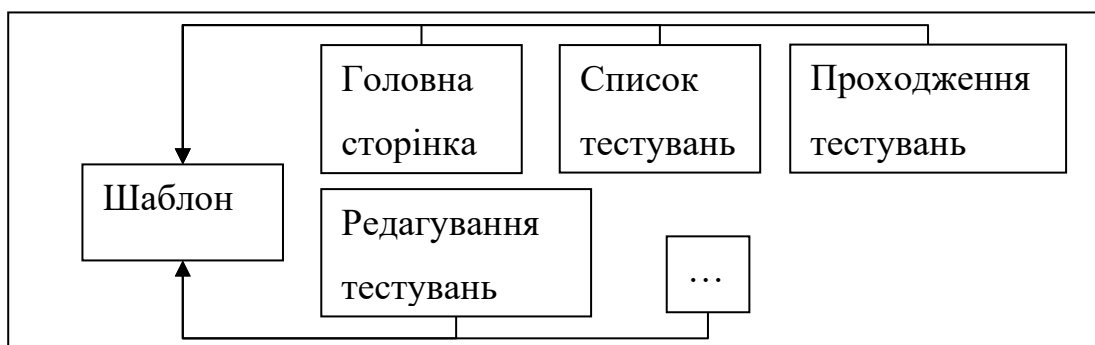 Головна
сторінка
Список
тестувань
Проходження
тестувань
Шаблон
Редагування
тестувань
…